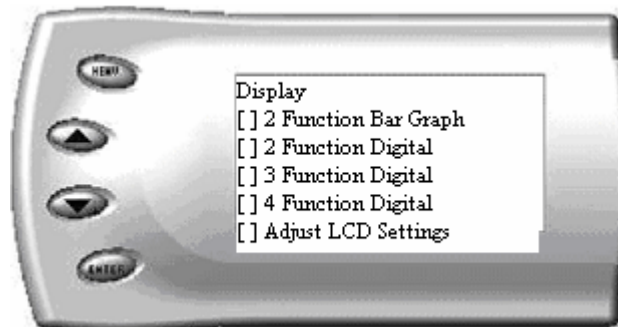 MENU
Display
[ ] 2 Function Bar Graph
[ ] 2 Function Digital
[ ] 3 Function Digital
[ ] 4 Function Digital
[ ] Adjust LCD Settings
ENTER